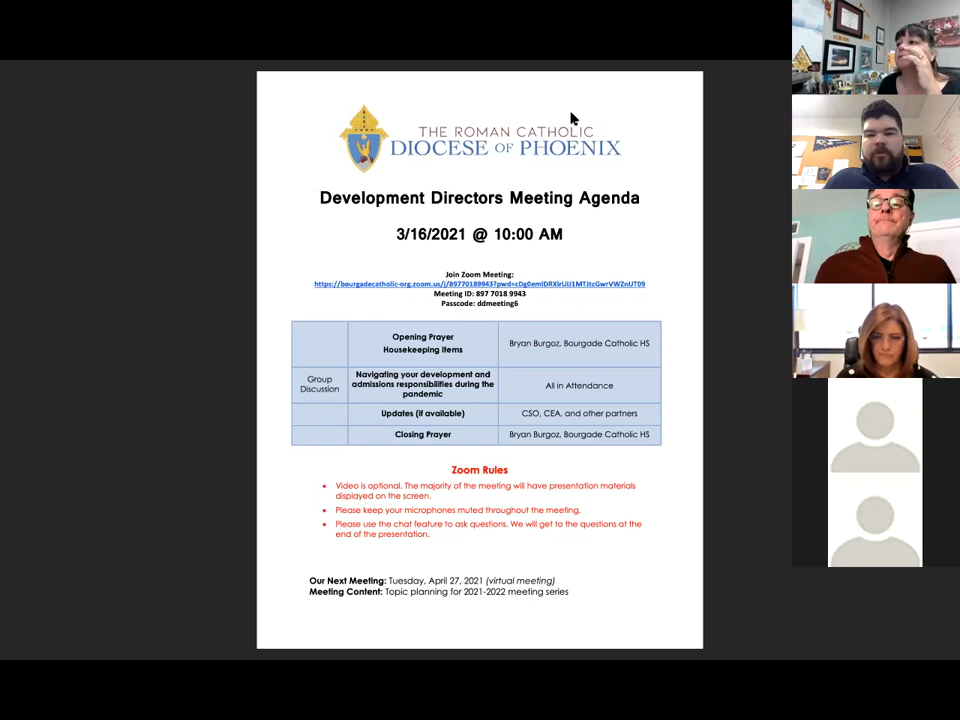 THE ROMAN CATHOLIC
DIOCESE OF PHOENIX
Development Directors Meeting Agenda
3/16/2021 @ 10:00 AM
Join Zoom Meeting:
Meeting ID: 897 7018 9943
Passcode: ddmeeting6
Opening Prayer
Housekeeping Items
Bryan Burgoz, Bourgade Catholic HS
Group
Discussion
Navigating your development and
admissions responsibilities during the
pandemic
All in Attendance
Updates (if available)
CSO, CEA, and other partners
Closing Prayer
Bryan Burgoz, Bourgade Catholic HS
Zoom Rules
• Video is optional. The majority of the meeting will have presentation materials
displayed on the screen.
• Please keep your microphones muted throughout the meeting.
• Please use the chat feature to ask questions. We will get to the questions at the
end of the presentation.
Our Next Meeting: Tuesday, April 27, 2021 (virtual meeting)
Meeting Content: Topic planning for 2021-2022 meeting series